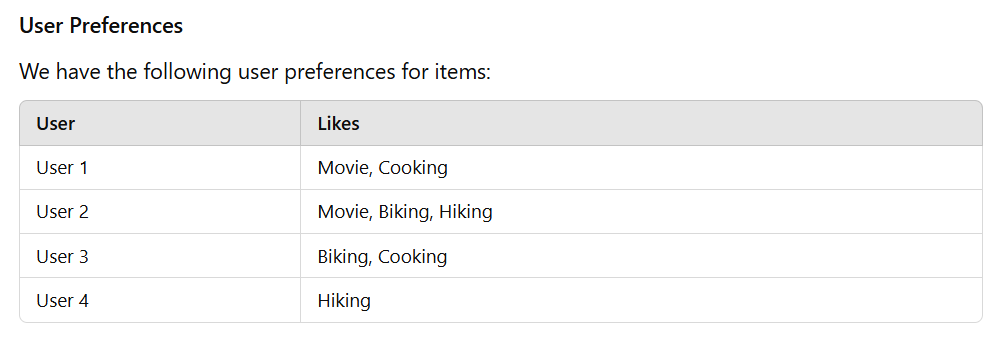 User Preferences
We have the following user preferences for items:
User Likes
User 1 Movie, Cooking
User 2 Movie, Biking, Hiking
User 3 Biking, Cooking
User 4 Hiking